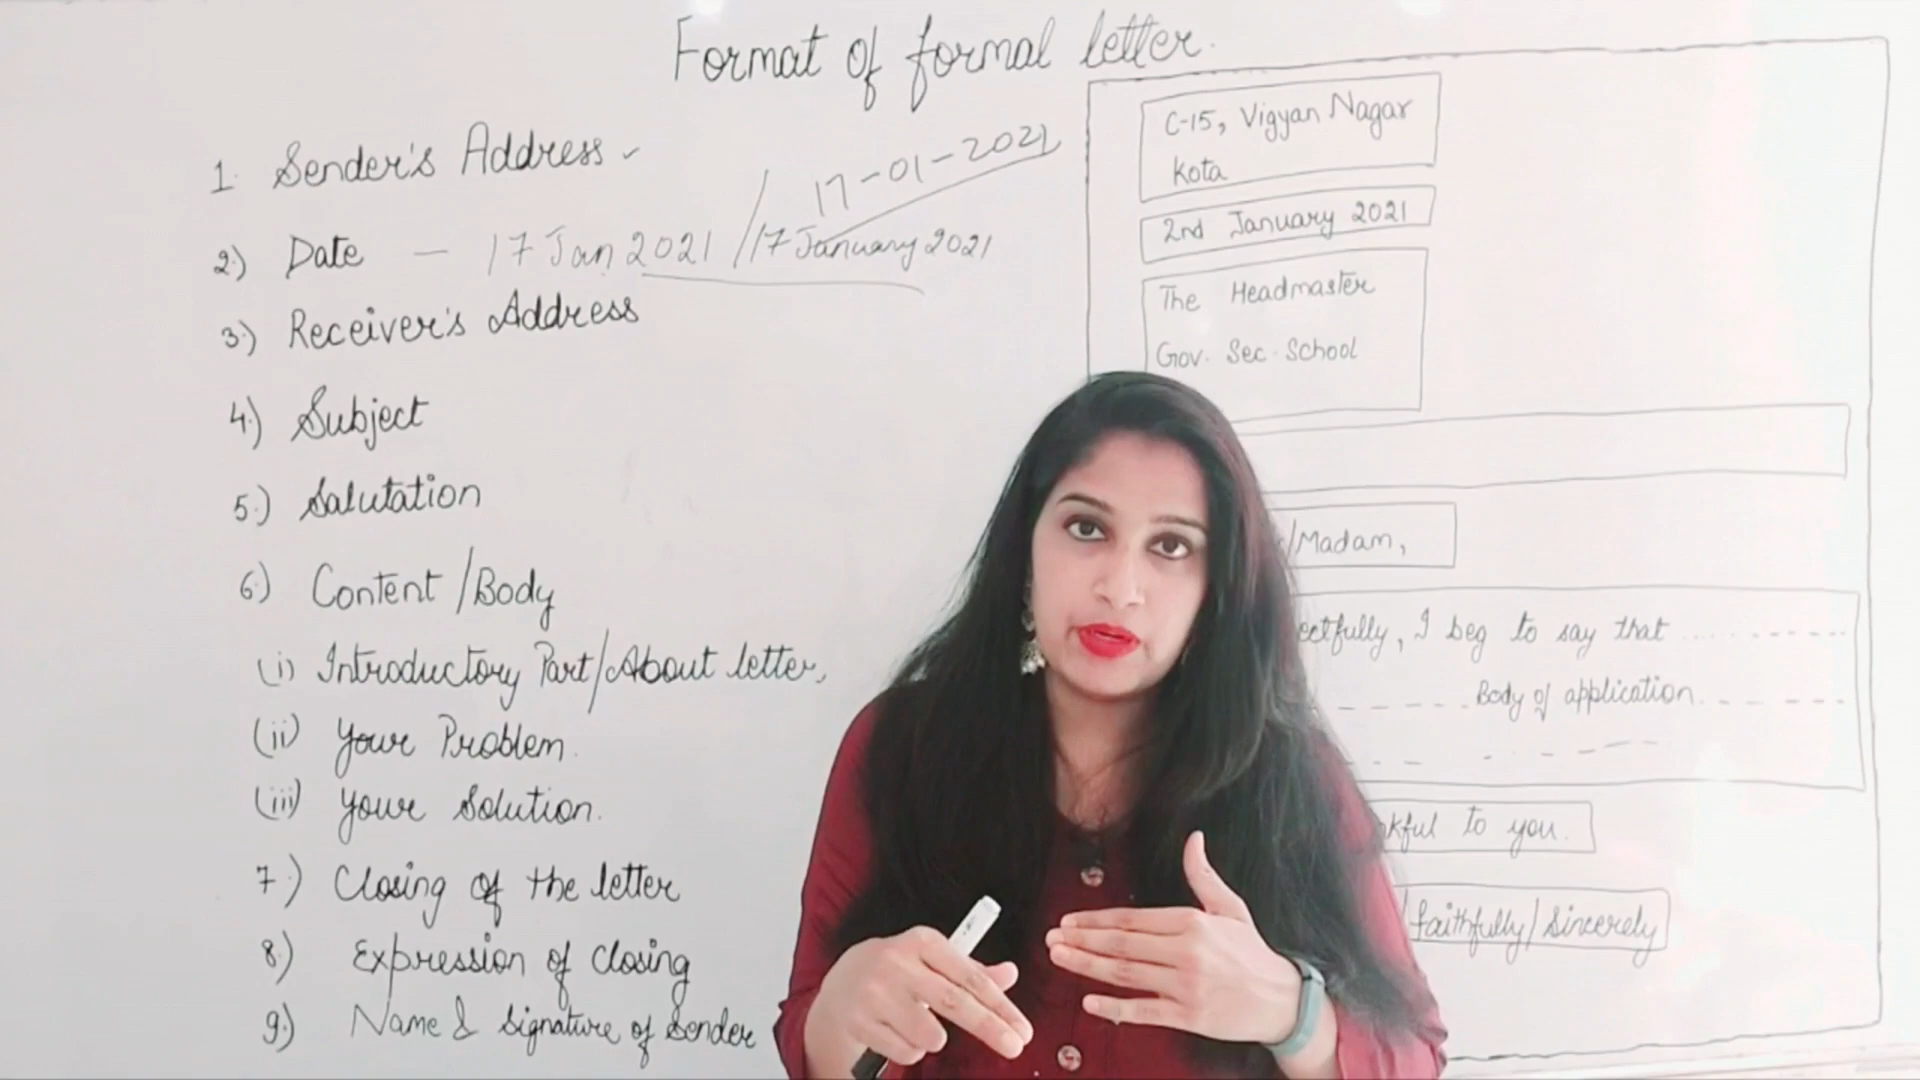 Format of formal letter.
1. Sender's Address
2.) Date — 17 Jan 2021 / 17 January 2021
17-01-2021
3.) Receiver's Address
4.) Subject
5.) Salutation
6.) Content/Body
(i) Introductory Part/About letter,
(ii) Your Problem.
(iii) Your Solution.
7.) Closing of the letter
8.) Expression of closing
9.) Name & Signature of Sender
C-15, Vigyan Nagar
Kota
2nd January 2021
The Headmaster
Gov. Sec. School
/Madam,
ectfully, I beg to say that ...........
------- Body of application. - - - - -
kful to you.
/faithfully/Sincerely